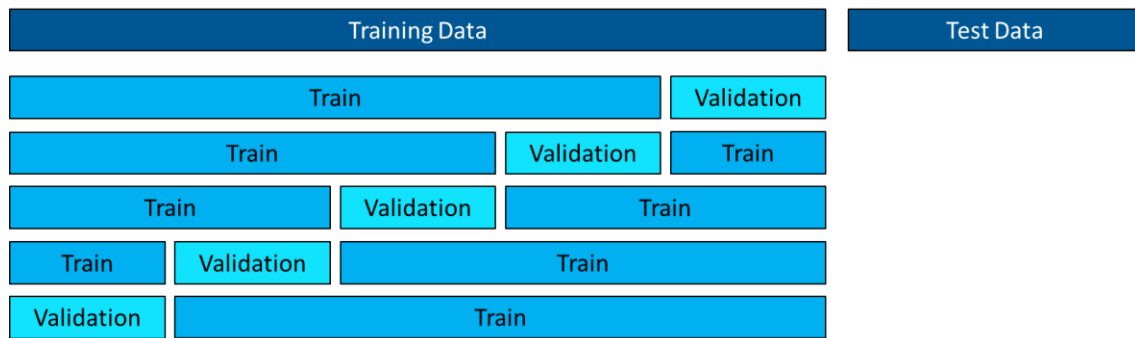 Training Data Test Data
Train Validation
Train Validation Train
Train Validation Train
Train Validation Train
Validation Train